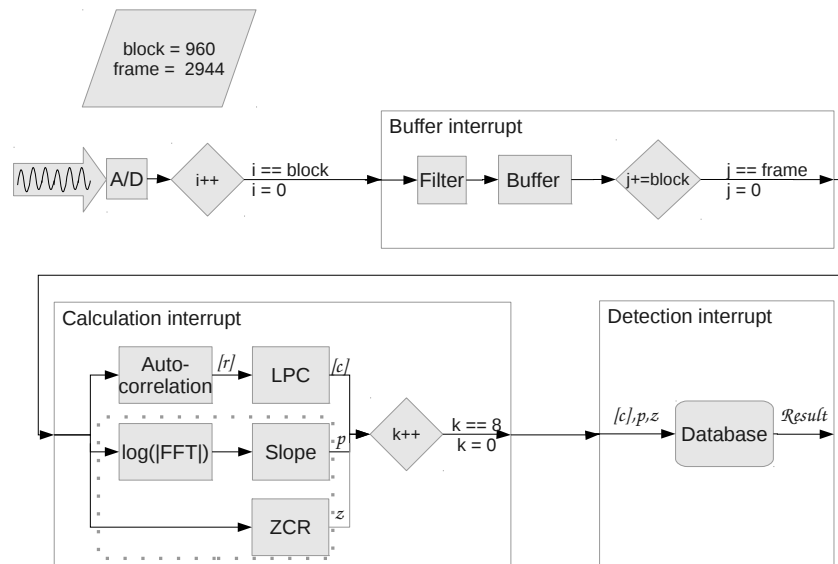 block = 960
frame = 2944
A/D
i++
i == block
i = 0
Buffer interrupt
Filter
Buffer
j+=block
j == frame
j = 0
Calculation interrupt
Auto-
correlation
[r]
LPC
[c]
log(|FFT|)
Slope
p
ZCR
z
k++
k == 8
k = 0
Detection interrupt
[c],p,z
Database
Result